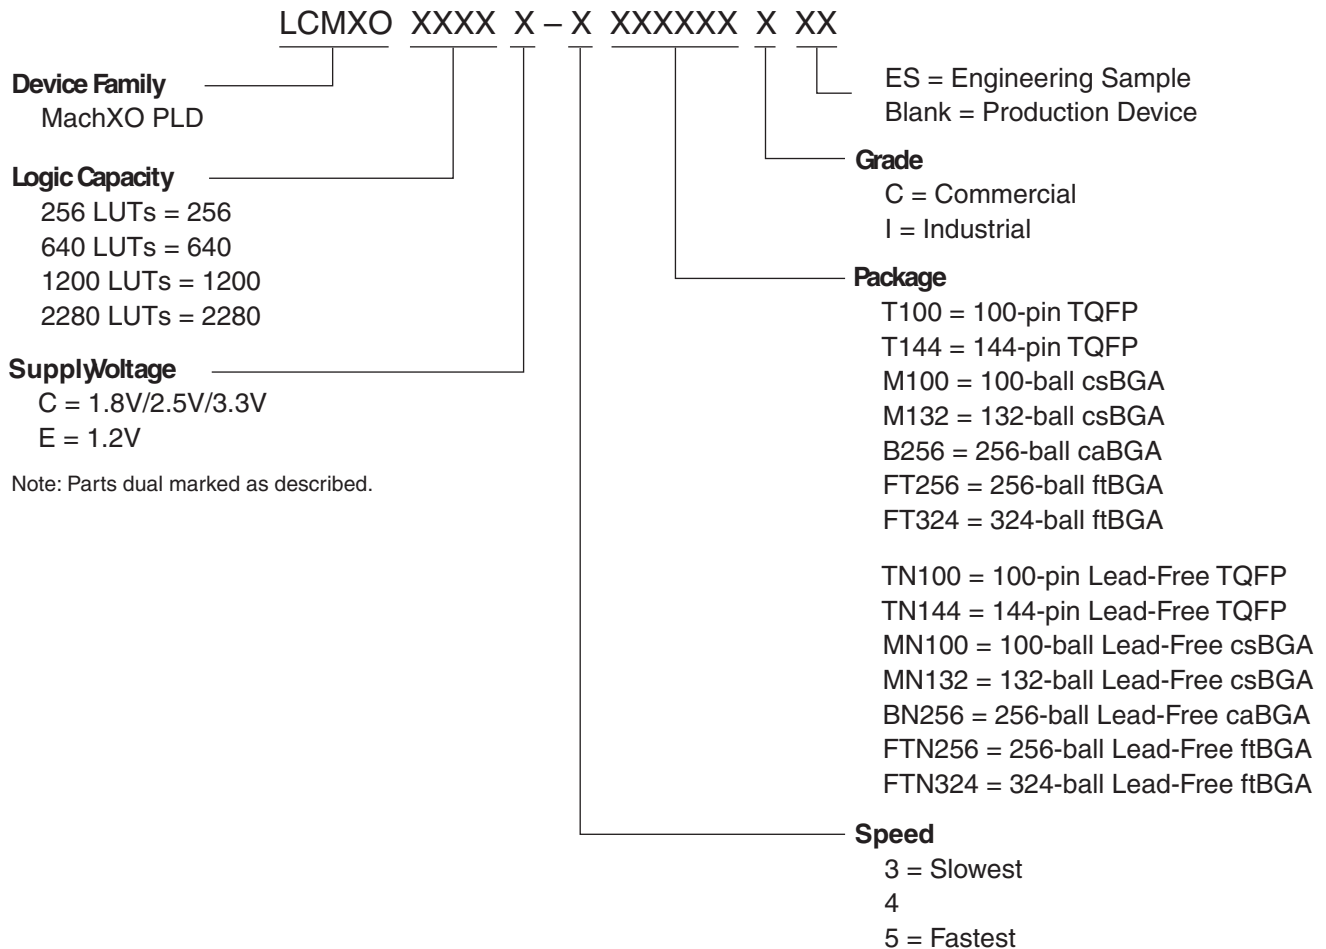 LCMXO XXXX X – X XXXXXX X XX
Device Family
MachXO PLD
Logic Capacity
256 LUTs = 256
640 LUTs = 640
1200 LUTs = 1200
2280 LUTs = 2280
Supply Voltage
C = 1.8V/2.5V/3.3V
E = 1.2V
Note: Parts dual marked as described.
ES = Engineering Sample
Blank = Production Device
Grade
C = Commercial
I = Industrial
Package
T100 = 100-pin TQFP
T144 = 144-pin TQFP
M100 = 100-ball csBGA
M132 = 132-ball csBGA
B256 = 256-ball caBGA
FT256 = 256-ball ftBGA
FT324 = 324-ball ftBGA
TN100 = 100-pin Lead-Free TQFP
TN144 = 144-pin Lead-Free TQFP
MN100 = 100-ball Lead-Free csBGA
MN132 = 132-ball Lead-Free csBGA
BN256 = 256-ball Lead-Free caBGA
FTN256 = 256-ball Lead-Free ftBGA
FTN324 = 324-ball Lead-Free ftBGA
Speed
3 = Slowest
4
5 = Fastest